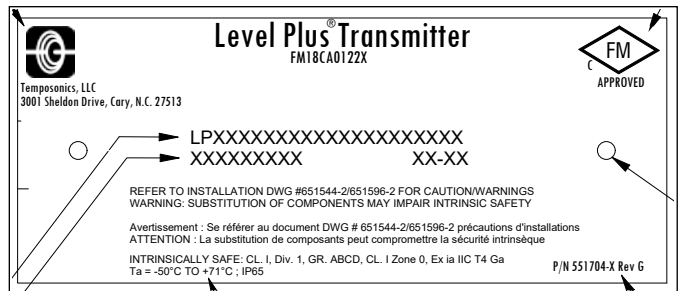 Level Plus® Transmitter
FM18CA0122X
FM
C
APPROVED
Temposonics, LLC
3001 Sheldon Drive, Cary, N.C. 27513
LPXXXXXXXXXXXXXXXXXXXX
XXXXXXXXX XX-XX
REFER TO INSTALLATION DWG #651544-2/651596-2 FOR CAUTION/WARNINGS
WARNING: SUBSTITUTION OF COMPONENTS MAY IMPAIR INTRINSIC SAFETY
Avertissement : Se référer au document DWG # 651544-2/651596-2 précautions d'installations
ATTENTION : La substitution de composants peut compromettre la sécurité intrinsèque
INTRINSICALLY SAFE: CL. I, Div. 1, GR. ABCD, CL. I Zone 0, Ex ia IIC T4 Ga
Ta = -50°C TO +71°C ; IP65
P/N 551704-X Rev G